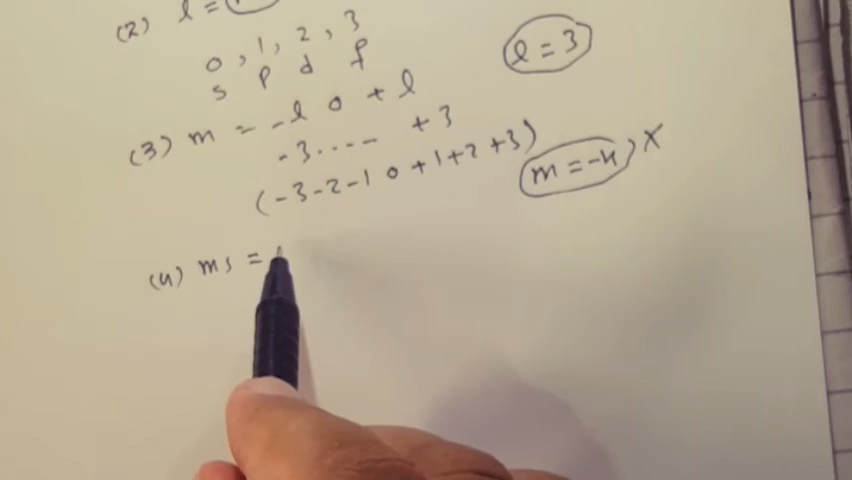 (2) l =
0, 1, 2, 3
s p d f
l = 3
(3) m = -l 0 + l
-3.---- +3
(-3-2-1 0 +1+2 +3)
m = -4, X
(4) ms =